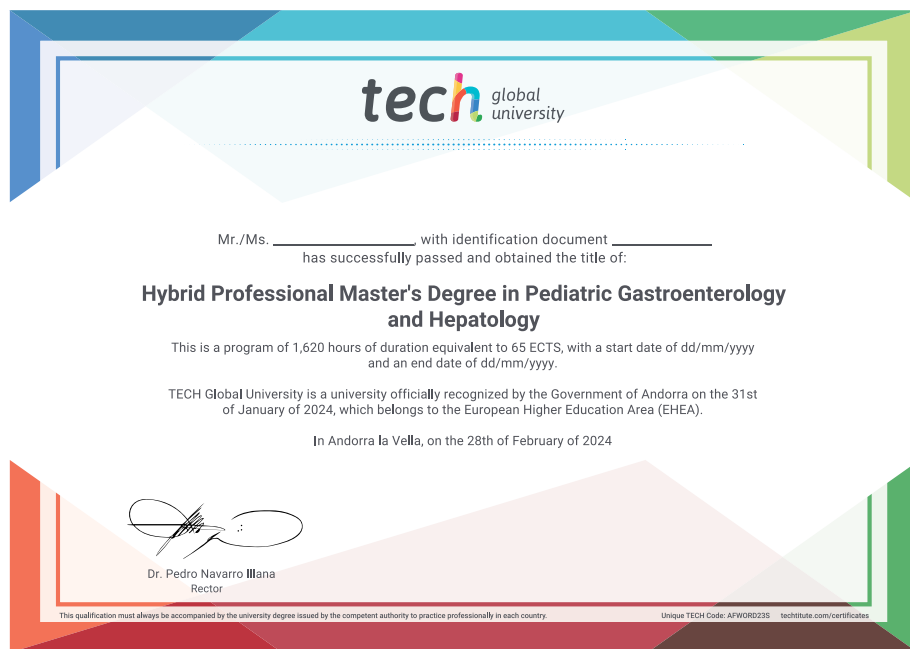 tech global
university
Mr./Ms. ____________, with identification document ____________
has successfully passed and obtained the title of:
Hybrid Professional Master's Degree in Pediatric Gastroenterology
and Hepatology
This is a program of 1,620 hours of duration equivalent to 65 ECTS, with a start date of dd/mm/yyyy
and an end date of dd/mm/yyyy.
TECH Global University is a university officially recognized by the Government of Andorra on the 31st
of January of 2024, which belongs to the European Higher Education Area (EHEA).
In Andorra la Vella, on the 28th of February of 2024
Dr. Pedro Navarro Illana
Rector
This qualification must always be accompanied by the university degree issued by the competent authority to practice professionally in each country.
Unique TECH Code: AFWORD23S techtitute.com/certificates